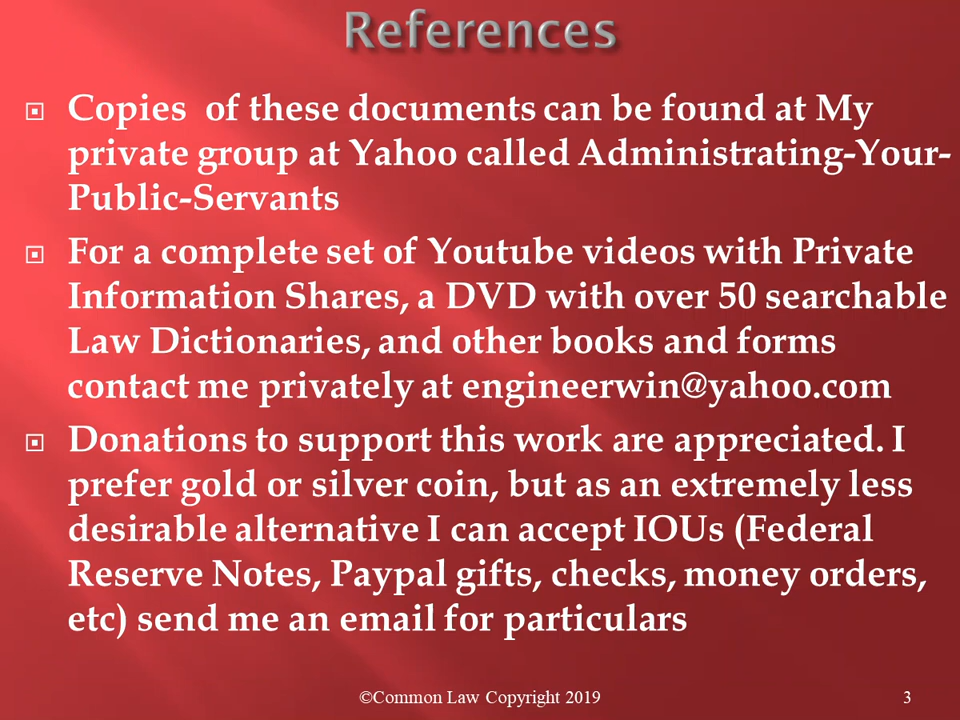 References
Copies of these documents can be found at My
private group at Yahoo called Administrating-Your-
Public-Servants
For a complete set of Youtube videos with Private
Information Shares, a DVD with over 50 searchable
Law Dictionaries, and other books and forms
contact me privately at engineerwin@yahoo.com
Donations to support this work are appreciated. I
prefer gold or silver coin, but as an extremely less
desirable alternative I can accept IOUs (Federal
Reserve Notes, Paypal gifts, checks, money orders,
etc) send me an email for particulars
©Common Law Copyright 2019 3